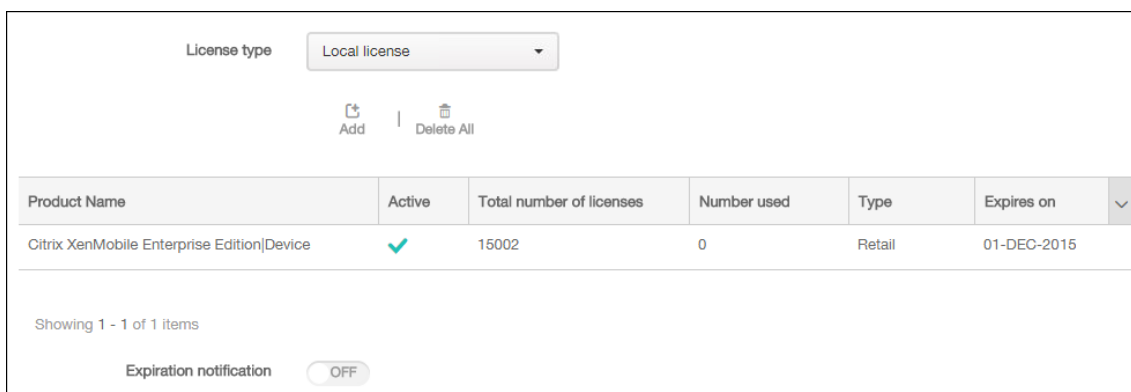 License type Local license
Add | Delete All
Product Name Active Total number of licenses Number used Type Expires on
Citrix XenMobile Enterprise Edition|Device 15002 0 Retail 01-DEC-2015
Showing 1 - 1 of 1 items
Expiration notification OFF